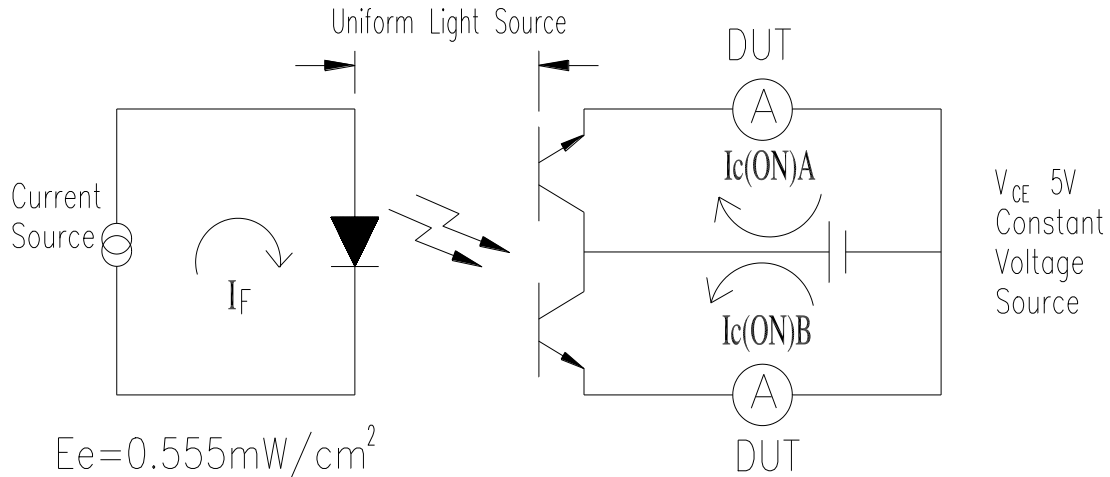 Uniform Light Source
DUT
A
Ic(ON)A
Current
Source
IF
VCE 5V
Constant
Voltage
Source
Ic(ON)B
A
DUT
Ee=0.555mW/cm²